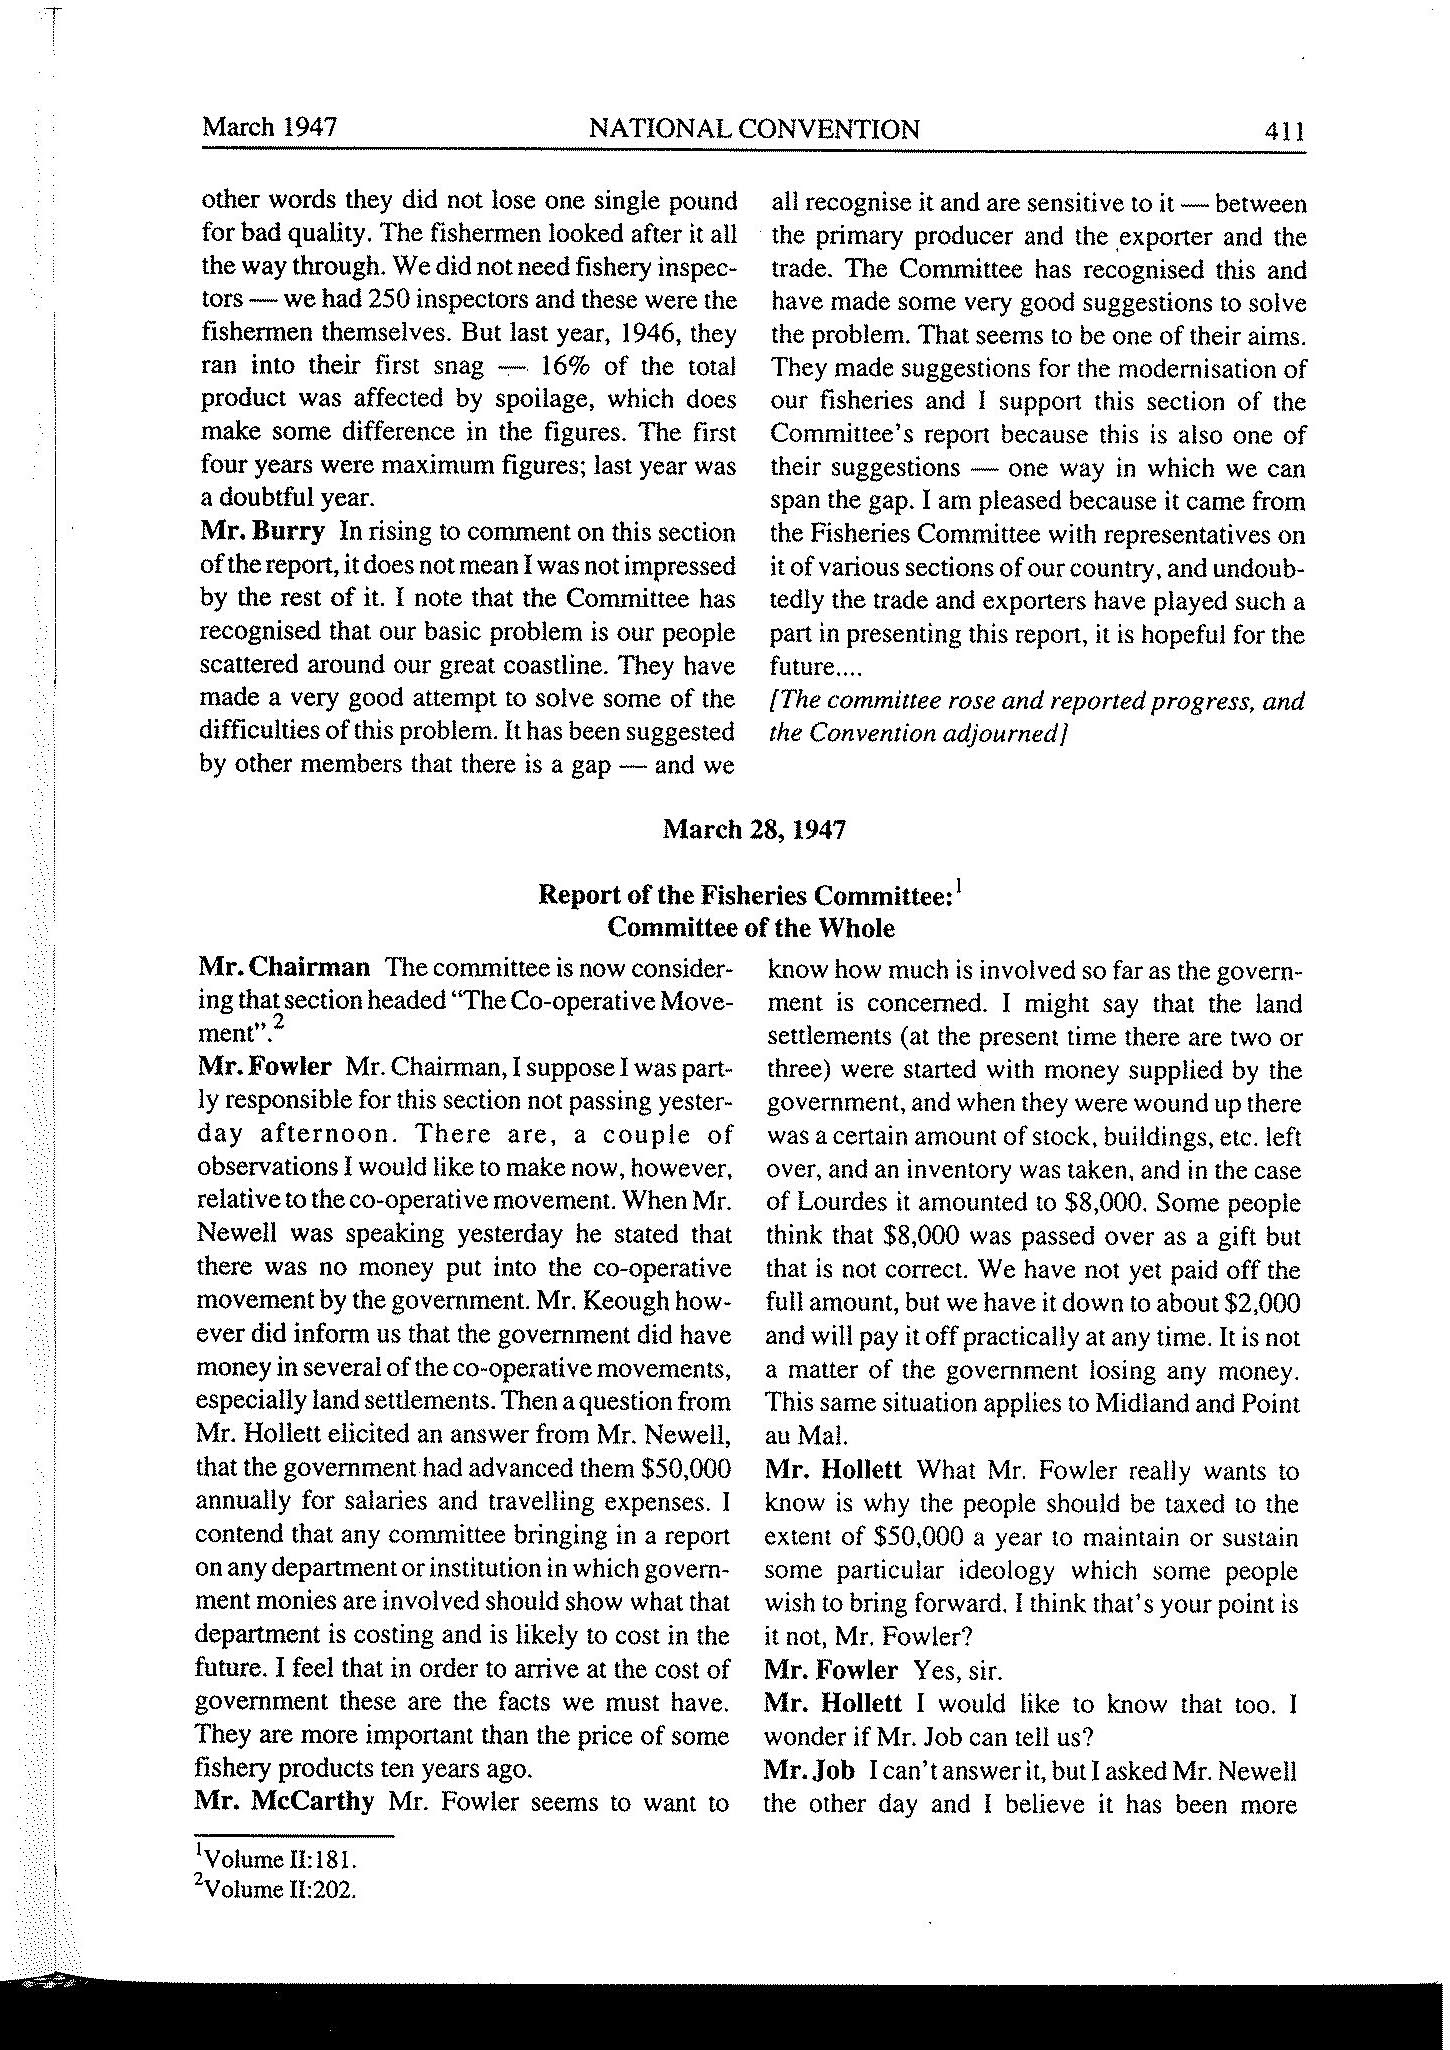 March 1947 NATIONAL CONVENTION 411
other words they did not lose one single pound
for bad quality. The fishermen looked after it all
the way through. We did not need fishery inspec-
tors — we had 250 inspectors and these were the
fishermen themselves. But last year, 1946, they
ran into their first snag — 16% of the total
product was affected by spoilage, which does
make some difference in the figures. The first
four years were maximum figures; last year was
a doubtful year.
Mr. Burry In rising to comment on this section
of the report, it does not mean I was not impressed
by the rest of it. I note that the Committee has
recognised that our basic problem is our people
scattered around our great coastline. They have
made a very good attempt to solve some of the
difficulties of this problem. It has been suggested
by other members that there is a gap — and we
all recognise it and are sensitive to it — between
the primary producer and the exporter and the
trade. The Committee has recognised this and
have made some very good suggestions to solve
the problem. That seems to be one of their aims.
They made suggestions for the modernisation of
our fisheries and I support this section of the
Committee's report because this is also one of
their suggestions — one way in which we can
span the gap. I am pleased because it came from
the Fisheries Committee with representatives on
it of various sections of our country, and undoub-
tedly the trade and exporters have played such a
part in presenting this report, it is hopeful for the
future....
[The committee rose and reported progress, and
the Convention adjourned]
March 28, 1947
Report of the Fisheries Committee:1
Committee of the Whole
Mr. Chairman The committee is now consider-
ing that section headed "The Co-operative Move-
ment".2
Mr. Fowler Mr. Chairman, I suppose I was part-
ly responsible for this section not passing yester-
day afternoon. There are, a couple of
observations I would like to make now, however,
relative to the co-operative movement. When Mr.
Newell was speaking yesterday he stated that
there was no money put into the co-operative
movement by the government. Mr. Keough how-
ever did inform us that the government did have
money in several of the co-operative movements,
especially land settlements. Then a question from
Mr. Hollett elicited an answer from Mr. Newell,
that the government had advanced them $50,000
annually for salaries and travelling expenses. I
contend that any committee bringing in a report
on any department or institution in which govern-
ment monies are involved should show what that
department is costing and is likely to cost in the
future. I feel that in order to arrive at the cost of
government these are the facts we must have.
They are more important than the price of some
fishery products ten years ago.
Mr. McCarthy Mr. Fowler seems to want to
know how much is involved so far as the govern-
ment is concerned. I might say that the land
settlements (at the present time there are two or
three) were started with money supplied by the
government, and when they were wound up there
was a certain amount of stock, buildings, etc. left
over, and an inventory was taken, and in the case
of Lourdes it amounted to $8,000. Some people
think that $8,000 was passed over as a gift but
that is not correct. We have not yet paid off the
full amount, but we have it down to about $2,000
and will pay it off practically at any time. It is not
a matter of the government losing any money.
This same situation applies to Midland and Point
au Mal.
Mr. Hollett What Mr. Fowler really wants to
know is why the people should be taxed to the
extent of $50,000 a year to maintain or sustain
some particular ideology which some people
wish to bring forward. I think that's your point is
it not, Mr. Fowler?
Mr. Fowler Yes, sir.
Mr. Hollett I would like to know that too. I
wonder if Mr. Job can tell us?
Mr. Job I can't answer it, but I asked Mr. Newell
the other day and I believe it has been more
1Volume II:181.
2Volume II:202.